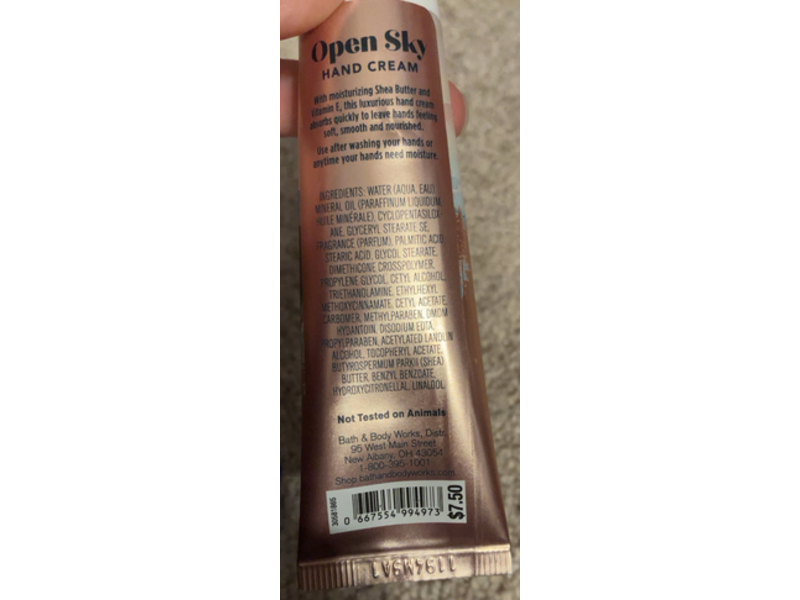 Open Sky
HAND CREAM
With moisturizing Shea Butter and
Vitamin E, this luxurious hand cream
absorbs quickly to leave hands feeling
soft, smooth and nourished.
Use after washing your hands or
anytime your hands need moisture.
INGREDIENTS: WATER (AQUA, EAU),
MINERAL OIL (PARAFFINUM LIQUIDUM,
HUILE MINÉRALE), CYCLOPENTASILOX-
ANE, GLYCERYL STEARATE SE,
FRAGRANCE (PARFUM), PALMITIC ACID,
STEARIC ACID, GLYCOL STEARATE,
DIMETHICONE CROSSPOLYMER,
PROPYLENE GLYCOL, CETYL ALCOHOL,
TRIETHANOLAMINE, ETHYLHEXYL
METHOXYCINNAMATE, CETYL ACETATE,
CARBOMER, METHYLPARABEN, DMDM
HYDANTOIN, DISODIUM EDTA,
PROPYLPARABEN, ACETYLATED LANOLIN
ALCOHOL, TOCOPHERYL ACETATE,
BUTYROSPERMUM PARKII (SHEA)
BUTTER, BENZYL BENZOATE,
HYDROXYCITRONELLAL, LINALOOL.
Not Tested on Animals
Bath & Body Works, Distr.
95 West Main Street
New Albany, OH 43054
1-800-395-1001
Shop bathandbodyworks.com
30581865
0 667554 994973
$7.50